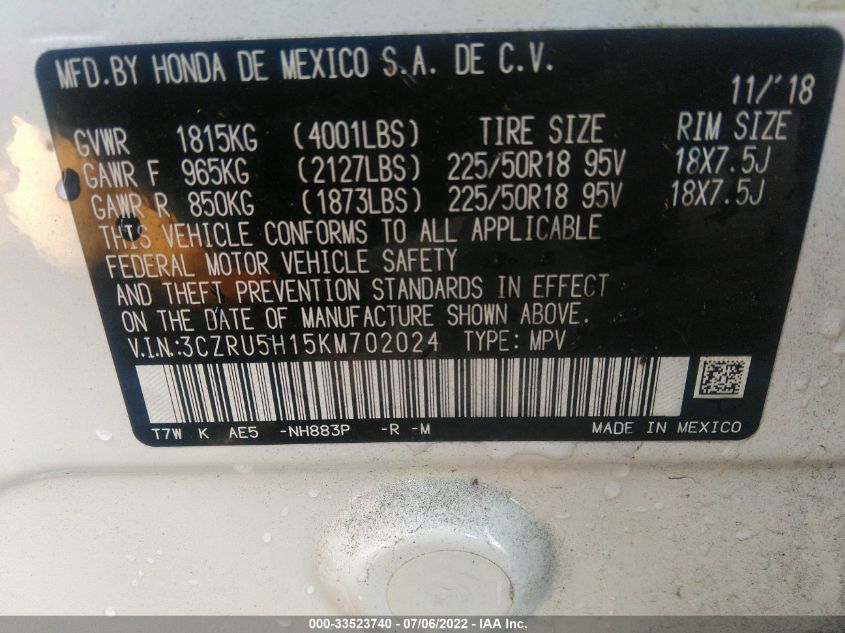 MFD.BY HONDA DE MEXICO S.A. DE C.V.
11/'18
GVWR 1815KG (4001LBS) TIRE SIZE RIM SIZE
GAWR F 965KG (2127LBS) 225/50R18 95V 18X7.5J
GAWR R 850KG (1873LBS) 225/50R18 95V 18X7.5J
THIS VEHICLE CONFORMS TO ALL APPLICABLE
FEDERAL MOTOR VEHICLE SAFETY
AND THEFT PREVENTION STANDARDS IN EFFECT
ON THE DATE OF MANUFACTURE SHOWN ABOVE.
V.I.N:3CZRU5H15KM702024 TYPE: MPV
T7W K AE5 -NH883P -R -M MADE IN MEXICO
000-33523740 - 07/06/2022 - IAA Inc.